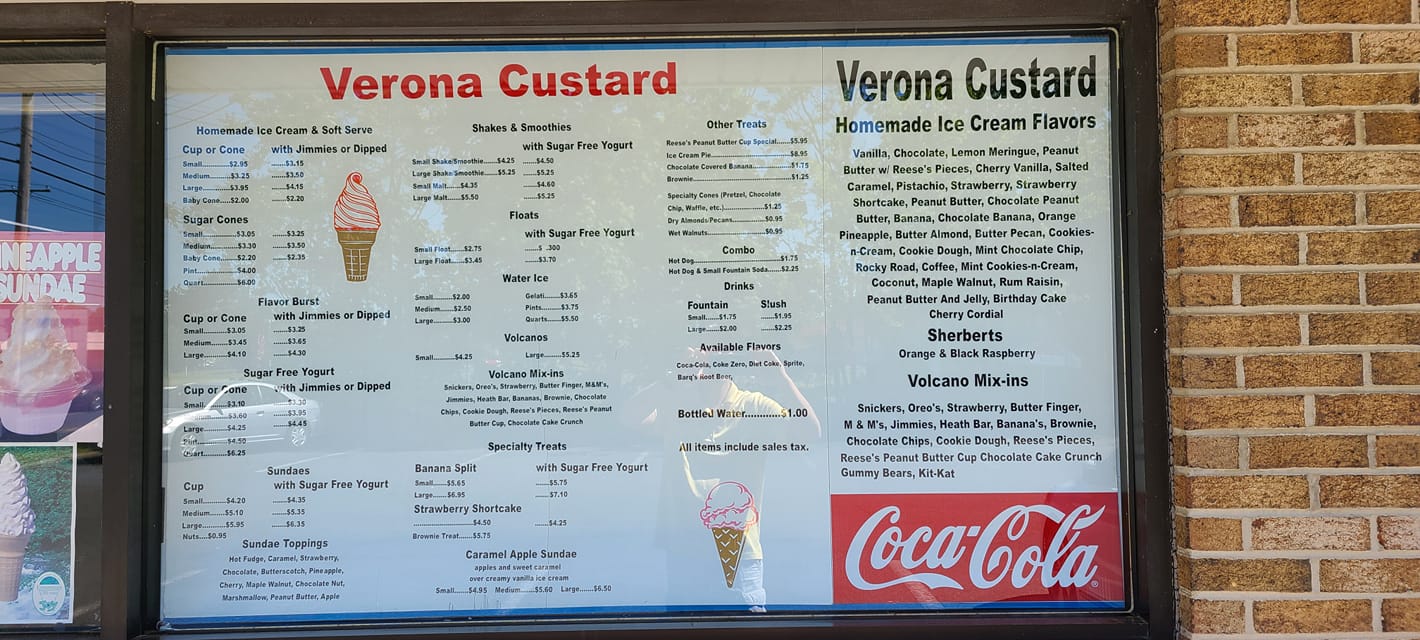 Verona Custard
Homemade Ice Cream & Soft Serve
Cup or Cone with Jimmies or Dipped
Small..........$2.95 ......$3.15
Medium.......$3.25 ......$3.50
Large..........$3.95 ......$4.15
Baby Cone.....$2.00 ......$2.20
Sugar Cones
Small..........$3.05 ......$3.25
Medium.......$3.30 ......$3.50
Baby Cone.....$2.20 ......$2.35
Pint............$4.00
Quart..........$6.00
Flavor Burst
Cup or Cone with Jimmies or Dipped
Small..........$3.05 ......$3.25
Medium.......$3.45 ......$3.65
Large..........$4.10 ......$4.30
Sugar Free Yogurt
Cup or Cone with Jimmies or Dipped
Small..........$3.10 ......$3.30
Medium.......$3.60 ......$3.95
Large..........$4.25 ......$4.45
Pint............$4.50
Quart..........$6.25
Sundaes
Cup with Sugar Free Yogurt
Small..........$4.20 ......$4.35
Medium.......$5.10 ......$5.35
Large..........$5.95 ......$6.35
Nuts....$0.95
Sundae Toppings
Hot Fudge, Caramel, Strawberry,
Chocolate, Butterscotch, Pineapple,
Cherry, Maple Walnut, Chocolate Nut,
Marshmallow, Peanut Butter, Apple
Shakes & Smoothies
with Sugar Free Yogurt
Small Shake/Smoothie......$4.25 ......$4.50
Large Shake/Smoothie......$5.25 ......$5.25
Small Malt......$4.35 ......$4.60
Large Malt......$5.50 ......$5.25
Floats
with Sugar Free Yogurt
Small Float......$2.75 ......$ .300
Large Float......$3.45 ......$3.70
Water Ice
Small.........$2.00 Gelati......$3.65
Medium......$2.50 Pints........$3.75
Large.........$3.00 Quarts......$5.50
Volcanos
Small.........$4.25 Large.........$5.25
Volcano Mix-ins
Snickers, Oreo's, Strawberry, Butter Finger, M&M's,
Jimmies, Heath Bar, Bananas, Brownie, Chocolate
Chips, Cookie Dough, Reese's Pieces, Reese's Peanut
Butter Cup, Chocolate Cake Crunch
Specialty Treats
Banana Split with Sugar Free Yogurt
Small......$5.65 ......$5.75
Large......$6.95 ......$7.10
Strawberry Shortcake
..........................$4.50 ......$4.25
Brownie Treat......$5.75
Caramel Apple Sundae
apples and sweet caramel
over creamy vanilla ice cream
Small......$4.95 Medium......$5.60 Large......$6.50
Other Treats
Reese's Peanut Butter Cup Special......$5.95
Ice Cream Pie..........................$8.95
Chocolate Covered Banana..........$1.75
Brownie..........................$1.25
Specialty Cones (Pretzel, Chocolate
Chip, Waffle, etc.)..............$1.25
Dry Almonds/Pecans............$0.95
Wet Walnuts......................$0.95
Combo
Hot Dog..........................$1.75
Hot Dog & Small Fountain Soda......$2.25
Drinks
Fountain Slush
Small......$1.75 ......$1.95
Large......$2.00 ......$2.25
Available Flavors
Coca-Cola, Coke Zero, Diet Coke, Sprite,
Barq's Root Beer,
Bottled Water............$1.00
All items include sales tax.
Verona Custard
Homemade Ice Cream Flavors
Vanilla, Chocolate, Lemon Meringue, Peanut
Butter w/ Reese's Pieces, Cherry Vanilla, Salted
Caramel, Pistachio, Strawberry, Strawberry
Shortcake, Peanut Butter, Chocolate Peanut
Butter, Banana, Chocolate Banana, Orange
Pineapple, Butter Almond, Butter Pecan, Cookies-
n-Cream, Cookie Dough, Mint Chocolate Chip,
Rocky Road, Coffee, Mint Cookies-n-Cream,
Coconut, Maple Walnut, Rum Raisin,
Peanut Butter And Jelly, Birthday Cake
Cherry Cordial
Sherberts
Orange & Black Raspberry
Volcano Mix-ins
Snickers, Oreo's, Strawberry, Butter Finger,
M & M's, Jimmies, Heath Bar, Banana's, Brownie,
Chocolate Chips, Cookie Dough, Reese's Pieces,
Reese's Peanut Butter Cup Chocolate Cake Crunch
Gummy Bears, Kit-Kat
Coca-Cola®
NEAPPLE
SUNDAE